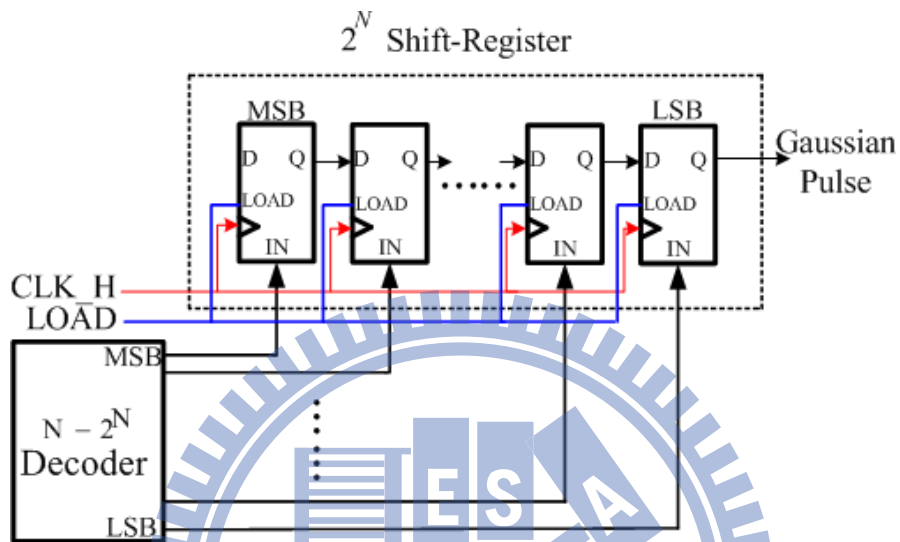 2^N Shift-Register
MSB
LSB
D Q
D Q
D Q
D Q
Gaussian
Pulse
LOAD
LOAD
LOAD
LOAD
IN
IN
IN
IN
CLK_H
LOAD
MSB
N - 2^N
Decoder
LSB
E S A